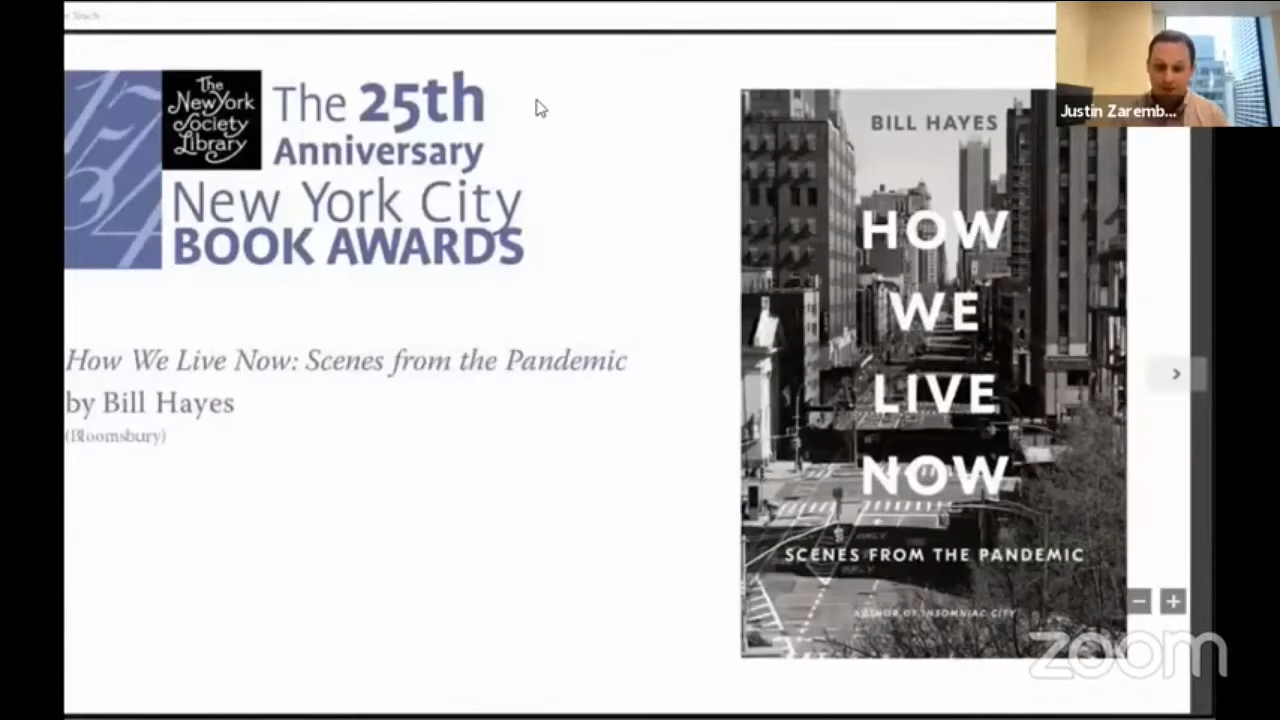 The
New York
Society
Library
The 25th
Anniversary
New York City
BOOK AWARDS
1754
How We Live Now: Scenes from the Pandemic
by Bill Hayes
(Bloomsbury)
BILL HAYES
HOW
WE
LIVE
NOW
SCENES FROM THE PANDEMIC
AUTHOR OF INSOMNIAC CITY
Justin Zaremb...
zoom